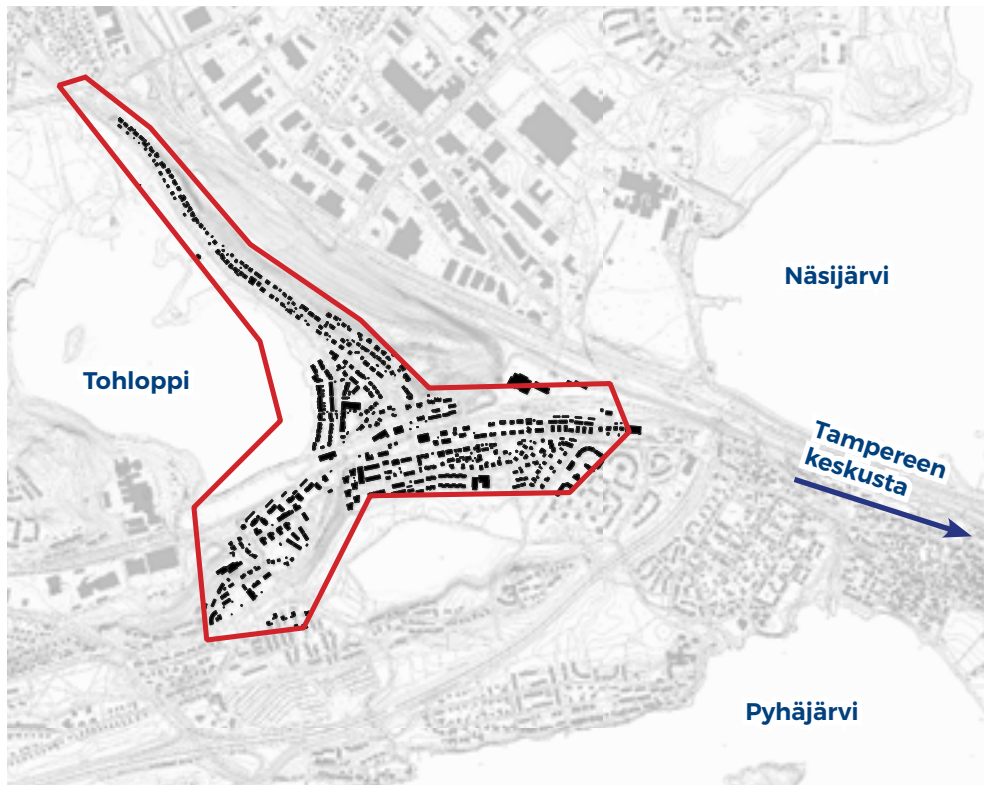 Näsijärvi
Tohloppi
Tampereen
keskusta
Pyhäjärvi